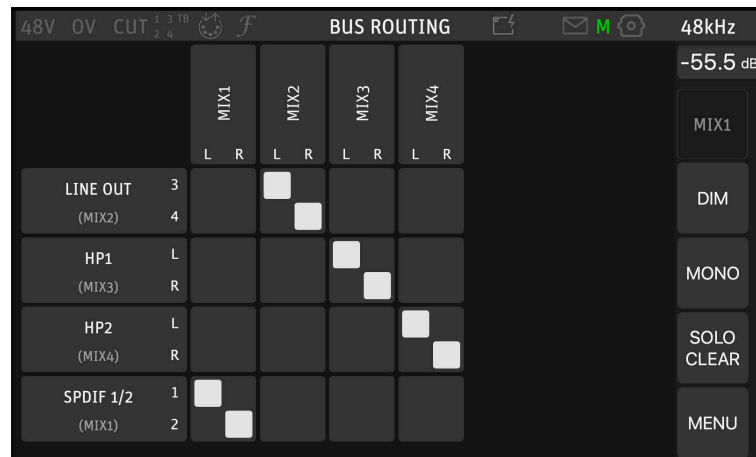 48V OV CUT 1 3 TB 2 4 F BUS ROUTING M 48kHz
-55.5 dB
MIX1 MIX2 MIX3 MIX4
MIX1
L R L R L R L R
LINE OUT 3
(MIX2) 4
DIM
HP1 L
(MIX3) R
MONO
HP2 L
(MIX4) R
SOLO
CLEAR
SPDIF 1/2 1
(MIX1) 2
MENU